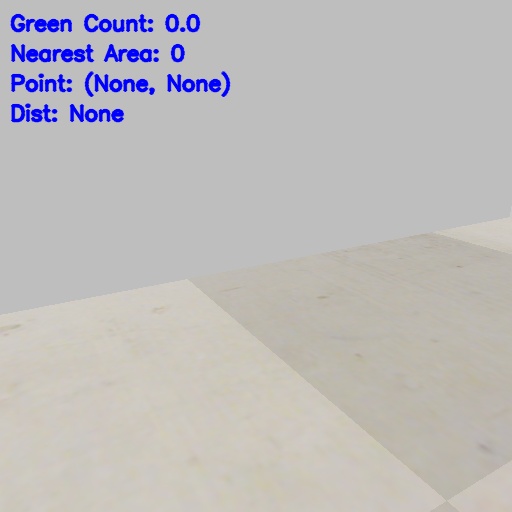 Green Count: 0.0
Nearest Area: 0
Point: (None, None)
Dist: None